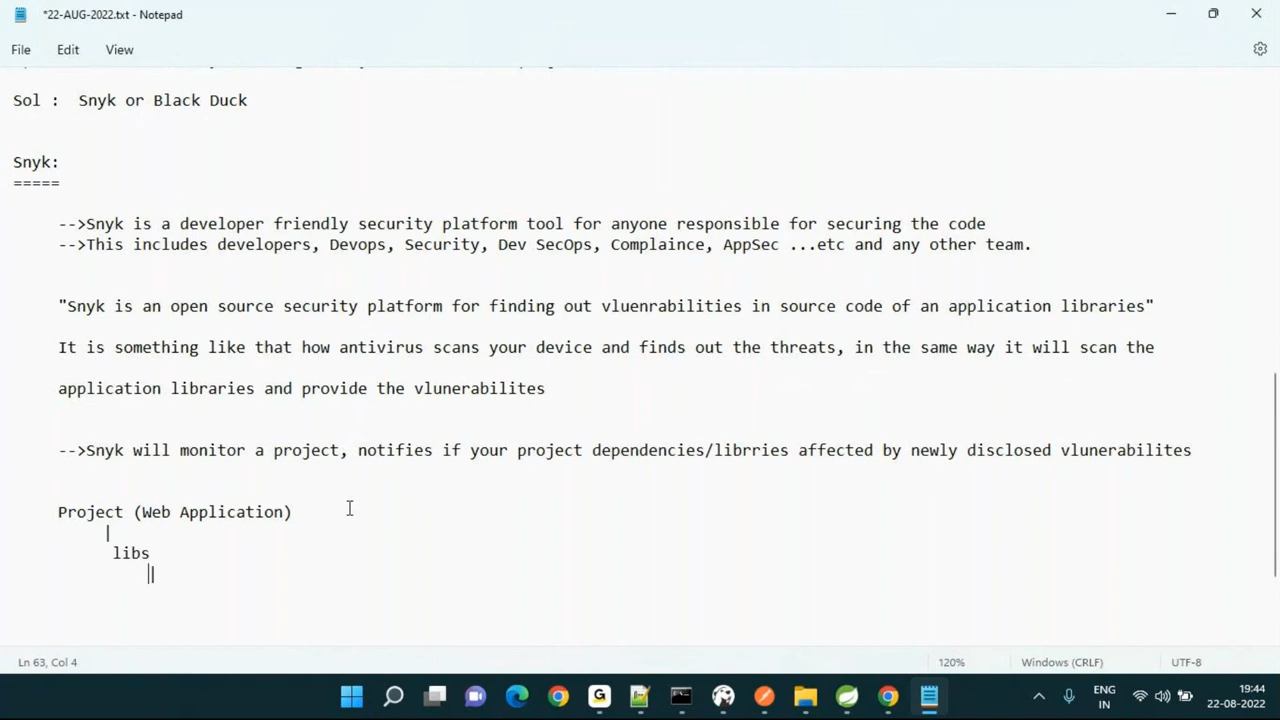 *22-AUG-2022.txt - Notepad
File Edit View
Sol : Snyk or Black Duck
Snyk:
=====
-->Snyk is a developer friendly security platform tool for anyone responsible for securing the code
-->This includes developers, Devops, Security, Dev SecOps, Complaince, AppSec ...etc and any other team.
"Snyk is an open source security platform for finding out vluenrabilities in source code of an application libraries"
It is something like that how antivirus scans your device and finds out the threats, in the same way it will scan the
application libraries and provide the vlunerabilites
-->Snyk will monitor a project, notifies if your project dependencies/librries affected by newly disclosed vlunerabilites
Project (Web Application)
|
libs
|
Ln 63, Col 4 120% Windows (CRLF) UTF-8
G ENG 19:44
IN 22-08-2022